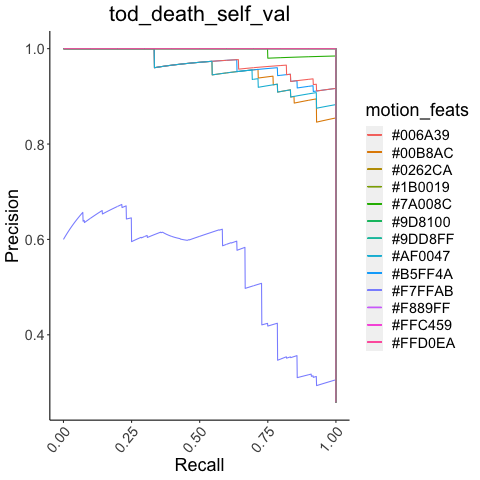 tod_death_self_val
Precision
1.0
0.8
0.6
0.4
0.00
0.25
0.50
0.75
1.00
Recall
motion_feats
#006A39
#00B8AC
#0262CA
#1B0019
#7A008C
#9D8100
#9DD8FF
#AF0047
#B5FF4A
#F7FFAB
#F889FF
#FFC459
#FFD0EA